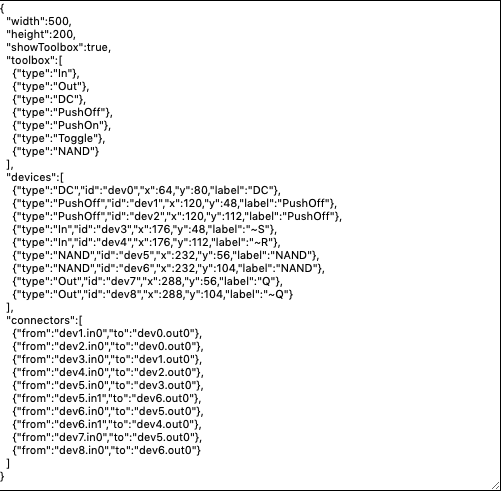 {
  "width":500,
  "height":200,
  "showToolbox":true,
  "toolbox":[
    {"type":"In"},
    {"type":"Out"},
    {"type":"DC"},
    {"type":"PushOff"},
    {"type":"PushOn"},
    {"type":"Toggle"},
    {"type":"NAND"}
  ],
  "devices":[
    {"type":"DC","id":"dev0","x":64,"y":80,"label":"DC"},
    {"type":"PushOff","id":"dev1","x":120,"y":48,"label":"PushOff"},
    {"type":"PushOff","id":"dev2","x":120,"y":112,"label":"PushOff"},
    {"type":"In","id":"dev3","x":176,"y":48,"label":"~S"},
    {"type":"In","id":"dev4","x":176,"y":112,"label":"~R"},
    {"type":"NAND","id":"dev5","x":232,"y":56,"label":"NAND"},
    {"type":"NAND","id":"dev6","x":232,"y":104,"label":"NAND"},
    {"type":"Out","id":"dev7","x":288,"y":56,"label":"Q"},
    {"type":"Out","id":"dev8","x":288,"y":104,"label":"~Q"}
  ],
  "connectors":[
    {"from":"dev1.in0","to":"dev0.out0"},
    {"from":"dev2.in0","to":"dev0.out0"},
    {"from":"dev3.in0","to":"dev1.out0"},
    {"from":"dev4.in0","to":"dev2.out0"},
    {"from":"dev5.in0","to":"dev3.out0"},
    {"from":"dev5.in1","to":"dev6.out0"},
    {"from":"dev6.in0","to":"dev5.out0"},
    {"from":"dev6.in1","to":"dev4.out0"},
    {"from":"dev7.in0","to":"dev5.out0"},
    {"from":"dev8.in0","to":"dev6.out0"}
  ]
}